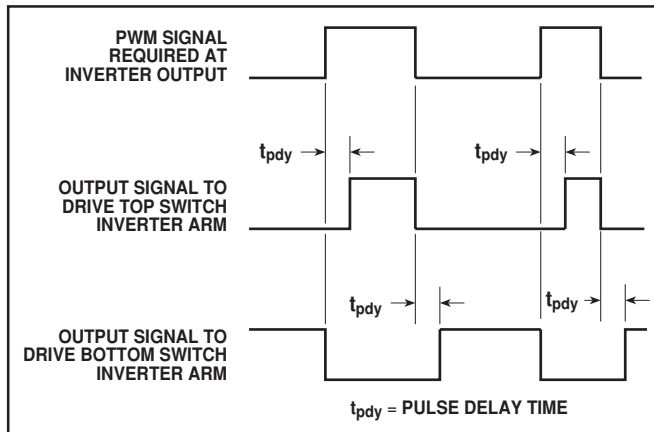 PWM SIGNAL
REQUIRED AT
INVERTER OUTPUT
tpdy
tpdy
OUTPUT SIGNAL TO
DRIVE TOP SWITCH
INVERTER ARM
tpdy
tpdy
OUTPUT SIGNAL TO
DRIVE BOTTOM SWITCH
INVERTER ARM
tpdy = PULSE DELAY TIME